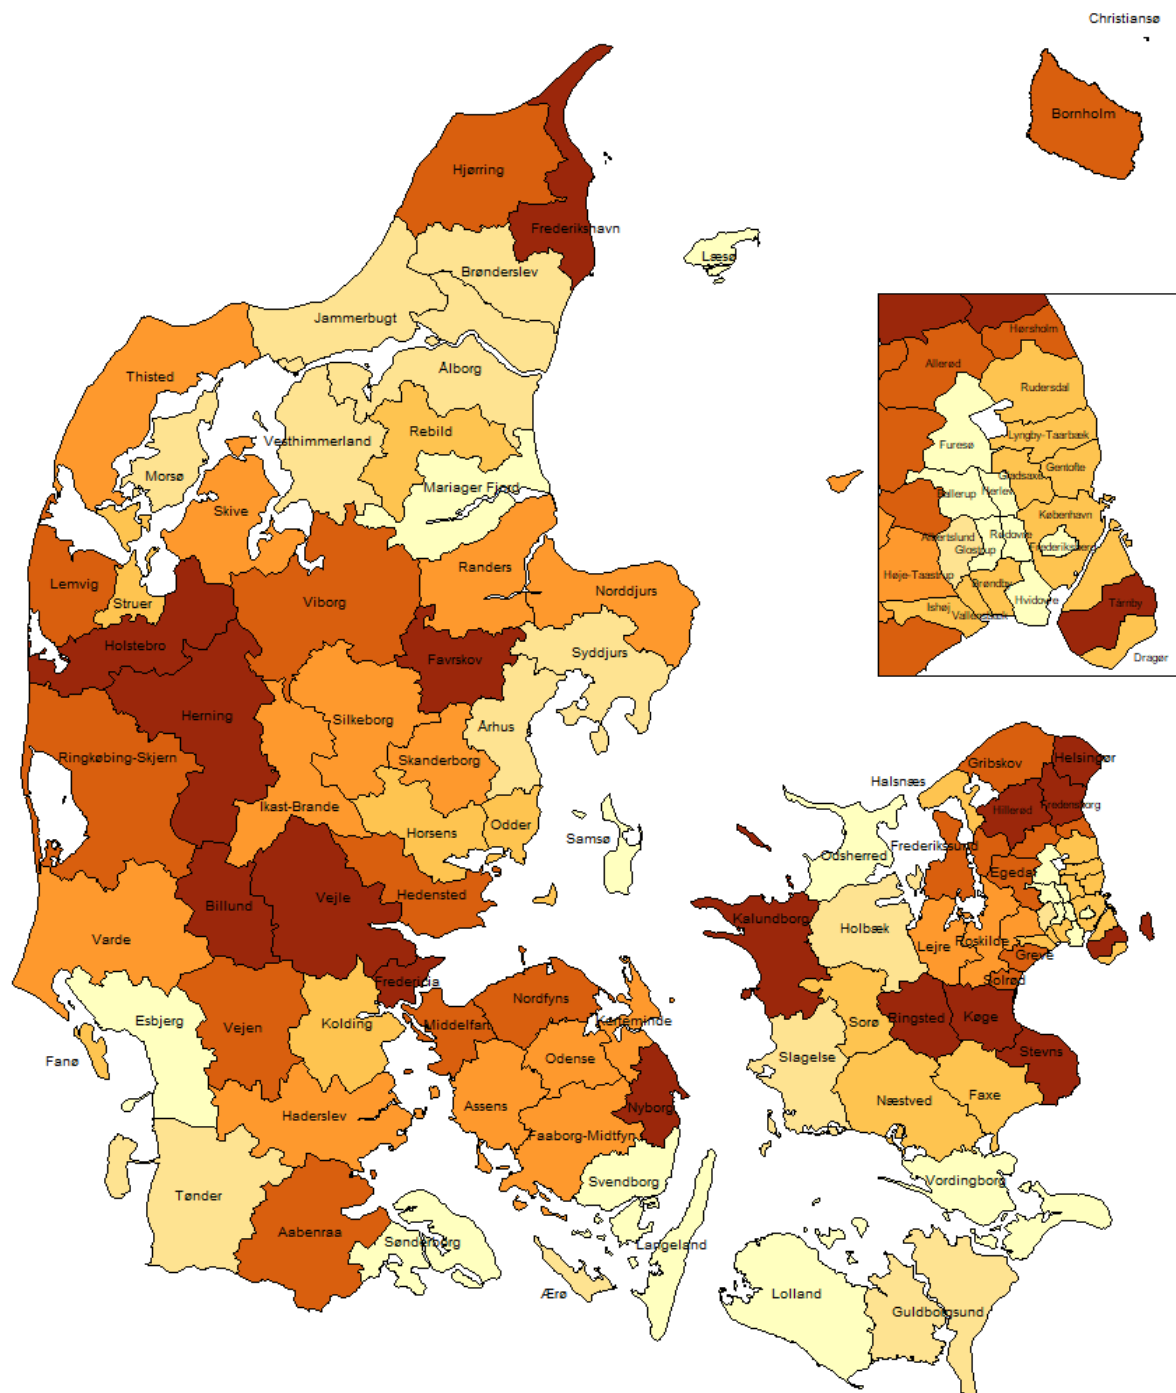 Christiansø
Bornholm
Hjørring
Frederikshavn
Læsø
Brønderslev
Jammerbugt
Thisted
Ålborg
Vesthimmerland
Rebild
Morsø
Mariager Fjord
Skive
Hørsholm
Allerød
Rudersdal
Furesø
Lyngby-Taarbæk
Gladsaxe
Gentofte
Ballerup
Herlev
København
Albertslund
Rødovre
Glostrup
Frederiksberg
Høje-Taastrup
Brøndby
Ishøj
Vallensbæk
Hvidovre
Tårnby
Dragør
Lemvig
Struer
Viborg
Randers
Norddjurs
Holstebro
Favrskov
Syddjurs
Herning
Silkeborg
Århus
Ringkøbing-Skjern
Skanderborg
Ikast-Brande
Horsens
Odder
Samsø
Hedensted
Billund
Vejle
Varde
Fredericia
Esbjerg
Vejen
Kolding
Fanø
Haderslev
Tønder
Aabenraa
Sønderborg
Middelfart
Nordfyns
Kerteminde
Odense
Assens
Nyborg
Faaborg-Midtfyn
Svendborg
Langeland
Ærø
Gribskov
Helsingør
Halsnæs
Hillerød
Fredensborg
Frederikssund
Odsherred
Egedal
Kalundborg
Holbæk
Lejre
Roskilde
Greve
Solrød
Sorø
Ringsted
Køge
Stevns
Slagelse
Næstved
Faxe
Vordingborg
Lolland
Guldborgsund